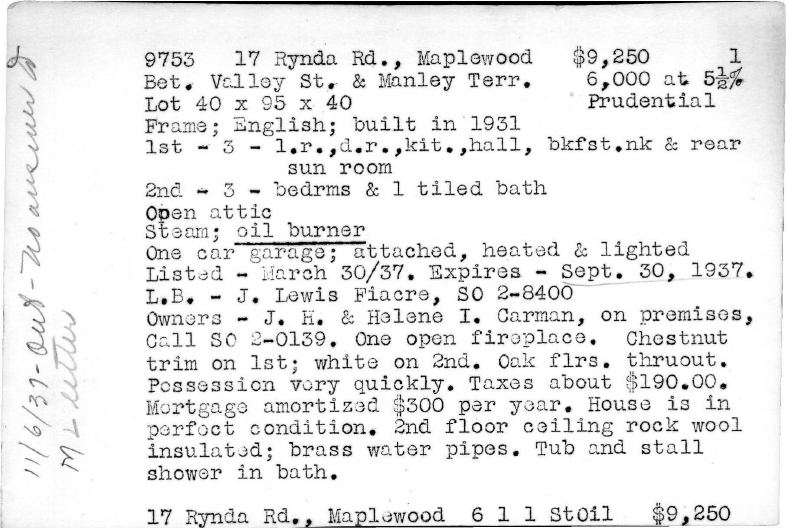 9753 17 Rynda Rd., Maplewood $9,250 1
Bet. Valley St. & Manley Terr. 6,000 at 5½%
Lot 40 x 95 x 40 Prudential
Frame; English; built in 1931
1st - 3 - l.r.,d.r.,kit.,hall, bkfst.nk & rear
sun room
2nd - 3 - bedrms & 1 tiled bath
Open attic
Steam; oil burner
One car garage; attached, heated & lighted
Listed - March 30/37. Expires - Sept. 30, 1937.
L.B. - J. Lewis Fiacre, SO 2-8400
Owners - J. H. & Helene I. Carman, on premises,
Call SO 2-0139. One open fireplace. Chestnut
trim on 1st; white on 2nd. Oak flrs. thruout.
Possession very quickly. Taxes about $190.00.
Mortgage amortized $300 per year. House is in
perfect condition. 2nd floor ceiling rock wool
insulated; brass water pipes. Tub and stall
shower in bath.
17 Rynda Rd., Maplewood 6 1 1 StOil $9,250
11/6/37-Out-No answer to
ML letter